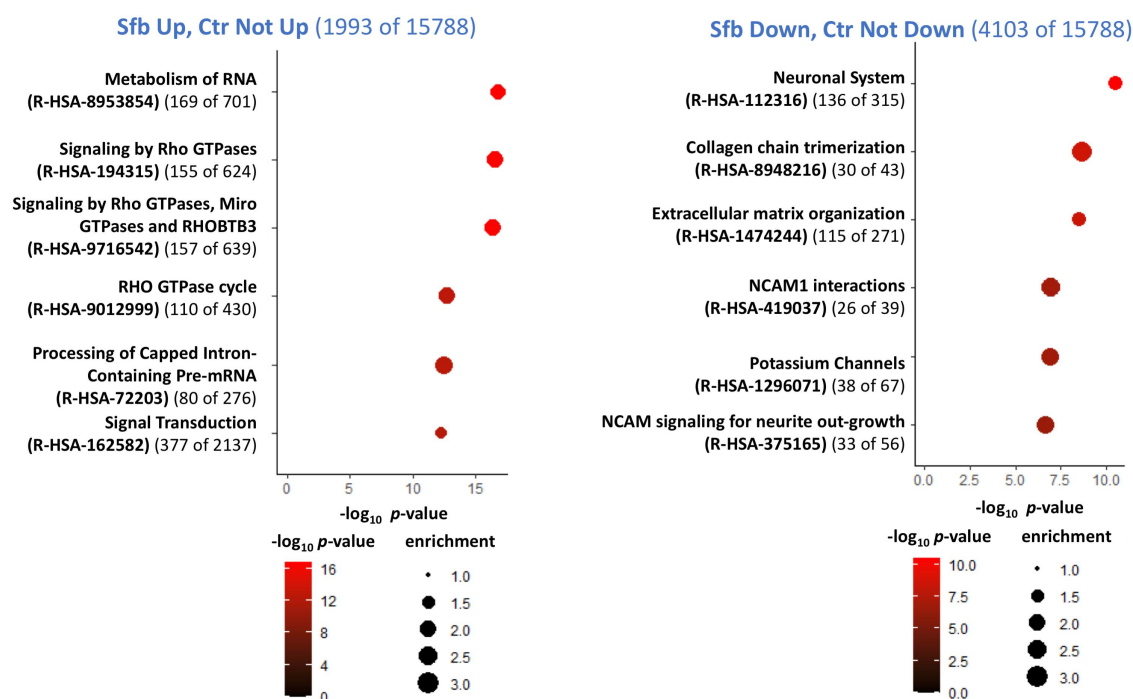 Sfb Up, Ctr Not Up (1993 of 15788)
Metabolism of RNA
(R-HSA-8953854) (169 of 701)
Signaling by Rho GTPases
(R-HSA-194315) (155 of 624)
Signaling by Rho GTPases, Miro
GTPases and RHOBTB3
(R-HSA-9716542) (157 of 639)
RHO GTPase cycle
(R-HSA-9012999) (110 of 430)
Processing of Capped Intron-
Containing Pre-mRNA
(R-HSA-72203) (80 of 276)
Signal Transduction
(R-HSA-162582) (377 of 2137)
0 5 10 15
-log10 p-value
-log10 p-value enrichment
16
12
8
4
0
1.0
1.5
2.0
2.5
3.0
Sfb Down, Ctr Not Down (4103 of 15788)
Neuronal System
(R-HSA-112316) (136 of 315)
Collagen chain trimerization
(R-HSA-8948216) (30 of 43)
Extracellular matrix organization
(R-HSA-1474244) (115 of 271)
NCAM1 interactions
(R-HSA-419037) (26 of 39)
Potassium Channels
(R-HSA-1296071) (38 of 67)
NCAM signaling for neurite out-growth
(R-HSA-375165) (33 of 56)
0.0 2.5 5.0 7.5 10.0
-log10 p-value
-log10 p-value enrichment
10.0
7.5
5.0
2.5
0.0
1.0
1.5
2.0
2.5
3.0